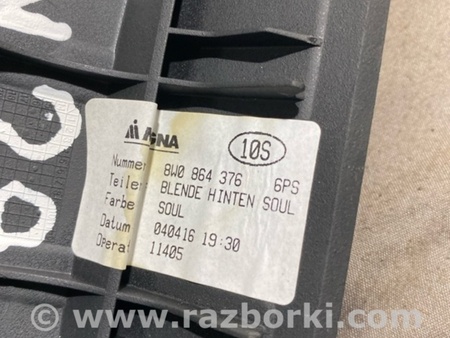 MAGNA
10S
Nummer 8W0 864 376 6PS
Teile: BLENDE HINTEN SOUL
Farbe SOUL
Datum 040416 19:30
Operat 11405
www.razborki.com